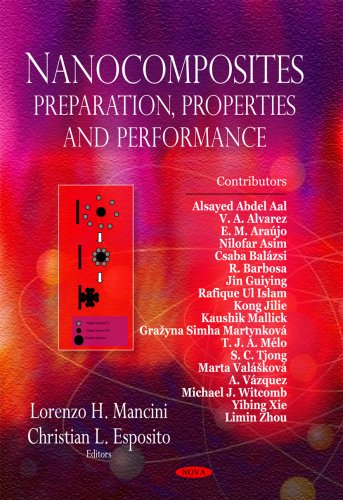 NANOCOMPOSITES
PREPARATION, PROPERTIES
AND PERFORMANCE
Contributors
Alsayed Abdel Aal
V. A. Alvarez
E. M. Araújo
Nilofar Asim
Csaba Balázsi
R. Barbosa
Jin Guiying
Rafique Ul Islam
Kong Jilie
Kaushik Mallick
Gražyna Simha Martynková
T. J. A. Mélo
S. C. Tjong
Marta Valášková
A. Vázquez
Michael J. Witcomb
Yibing Xie
Limin Zhou
Lorenzo H. Mancini
Christian L. Esposito
Editors
NOVA